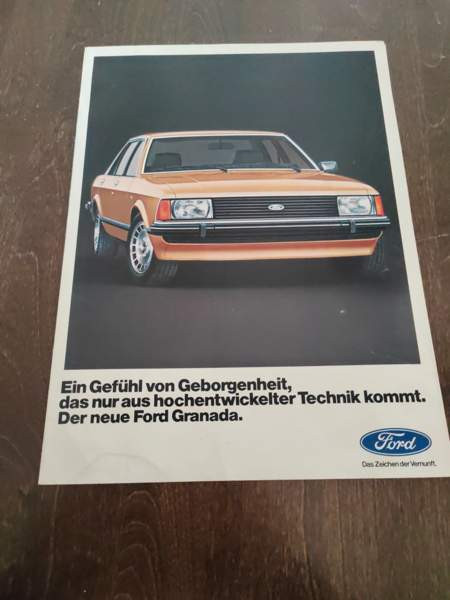 Ford
Ein Gefühl von Geborgenheit,
das nur aus hochentwickelter Technik kommt.
Der neue Ford Granada.
Ford
Das Zeichen der Vernunft.